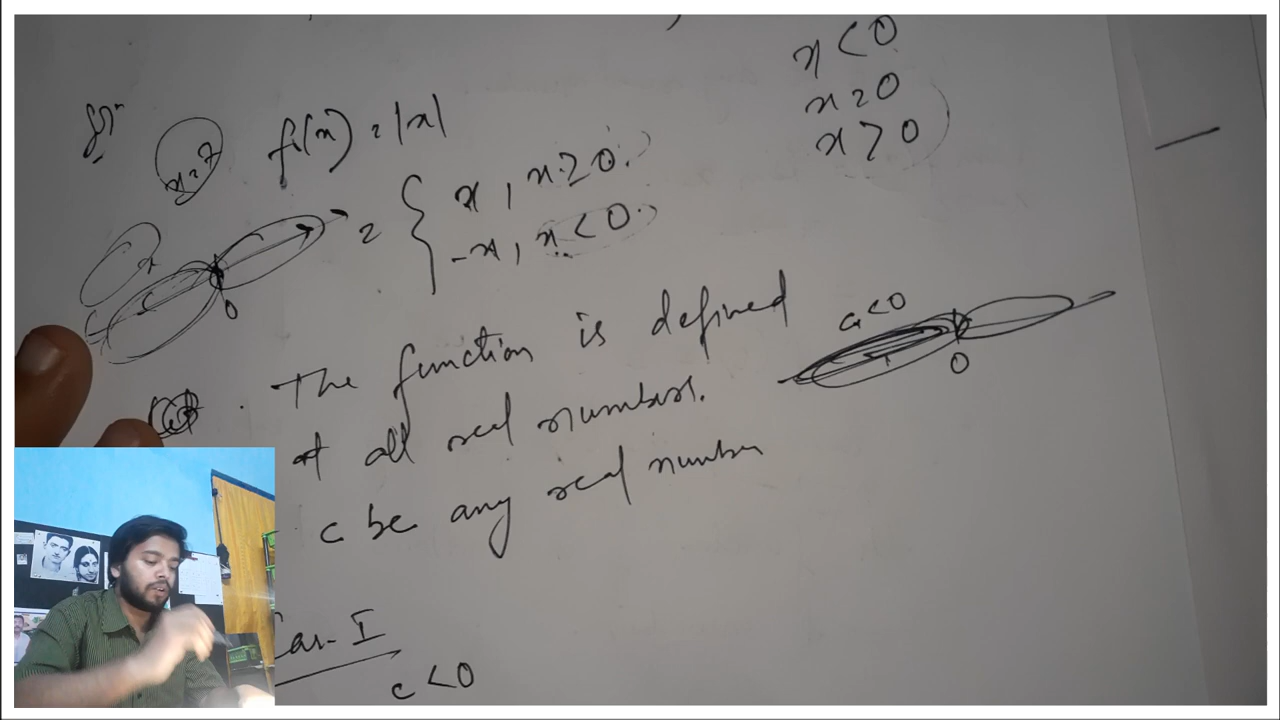 x < 0
x = 0
x > 0
f(x) = |x|
= { x , x ≥ 0.
-x , x < 0.
0
The function is defined
at all real numbers.
c < 0
0
c be any real number
Case-I
c < 0